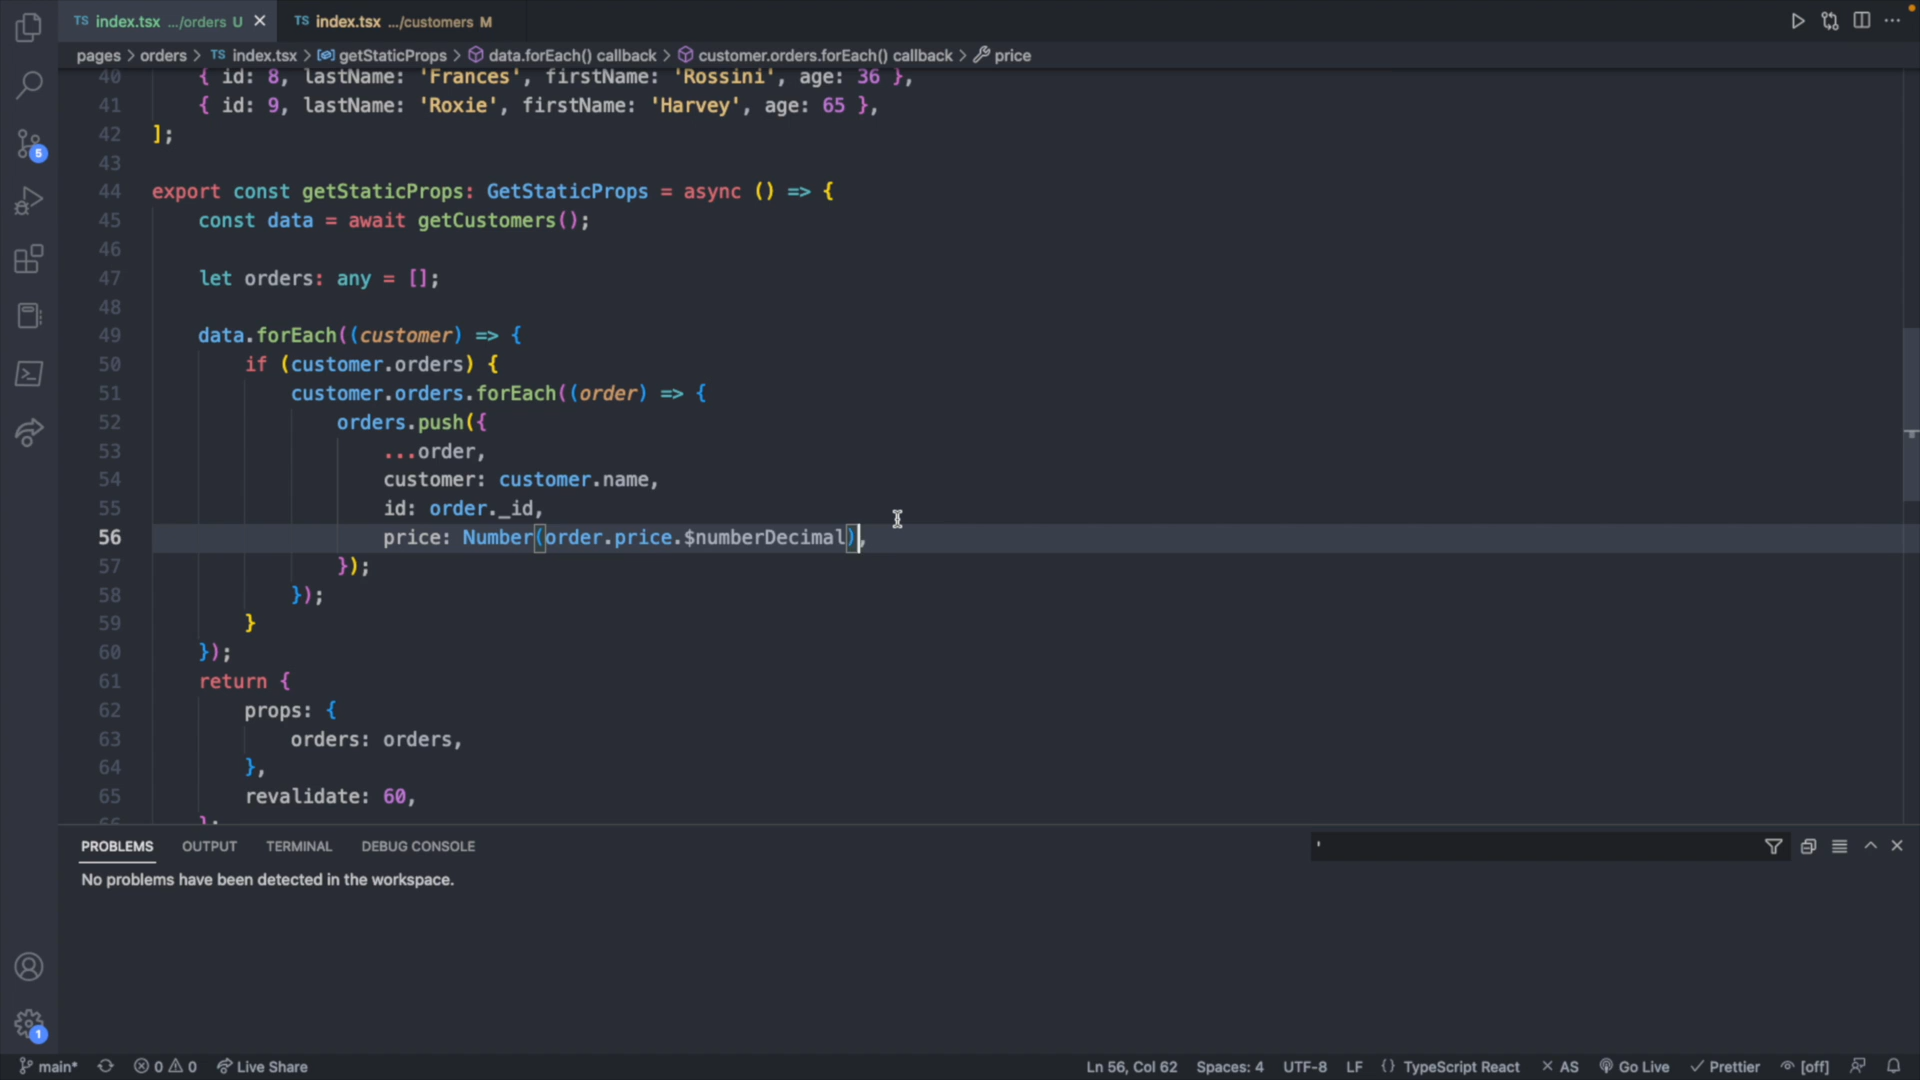 TS index.tsx .../orders U TS index.tsx .../customers M
pages > orders > TS index.tsx > getStaticProps > data.forEach() callback > customer.orders.forEach() callback > price
40 { id: 8, lastName: 'Frances', firstName: 'Rossini', age: 36 },
41 { id: 9, lastName: 'Roxie', firstName: 'Harvey', age: 65 },
42 ];
43
44 export const getStaticProps: GetStaticProps = async () => {
45 const data = await getCustomers();
46
47 let orders: any = [];
48
49 data.forEach((customer) => {
50 if (customer.orders) {
51 customer.orders.forEach((order) => {
52 orders.push({
53 ...order,
54 customer: customer.name,
55 id: order._id,
56 price: Number(order.price.$numberDecimal),
57 });
58 });
59 }
60 });
61 return {
62 props: {
63 orders: orders,
64 },
65 revalidate: 60,
66 };
PROBLEMS OUTPUT TERMINAL DEBUG CONSOLE '
No problems have been detected in the workspace.
5
1
main* 0 0 Live Share Ln 56, Col 62 Spaces: 4 UTF-8 LF {} TypeScript React AS Go Live Prettier [off]